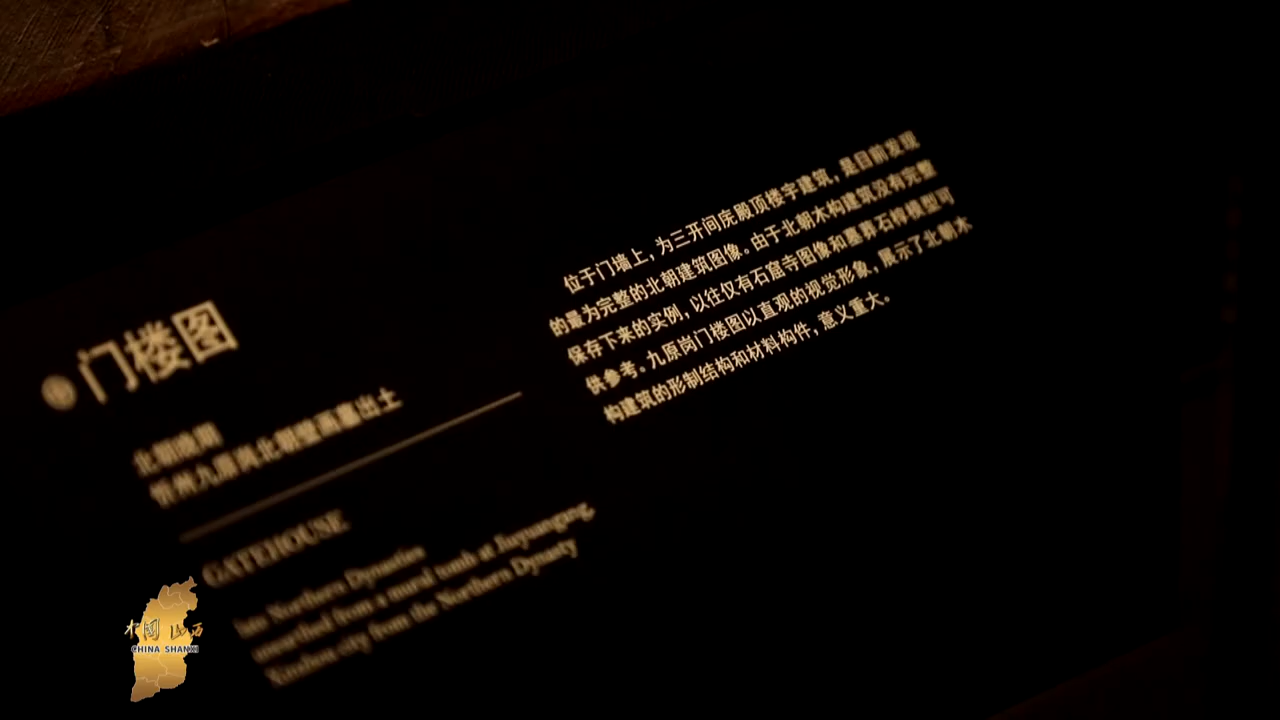 门楼图
北朝晚期
忻州九原岗北朝壁画墓出土
GATEHOUSE
late Northern Dynasties
unearthed from a mural tomb at Jiuyuangang,
Xinzhou city from the Northern Dynasty
位于门墙上，为三开间庑殿顶楼宇建筑，是目前发现
的最为完整的北朝建筑图像。由于北朝木构建筑没有完整
保存下来的实例，以往仅有石窟寺图像和墓葬石椁模型可
供参考。九原岗门楼图以直观的视觉形象，展示了北朝木
构建筑的形制结构和材料构件，意义重大。
中国 山西
CHINA SHANXI